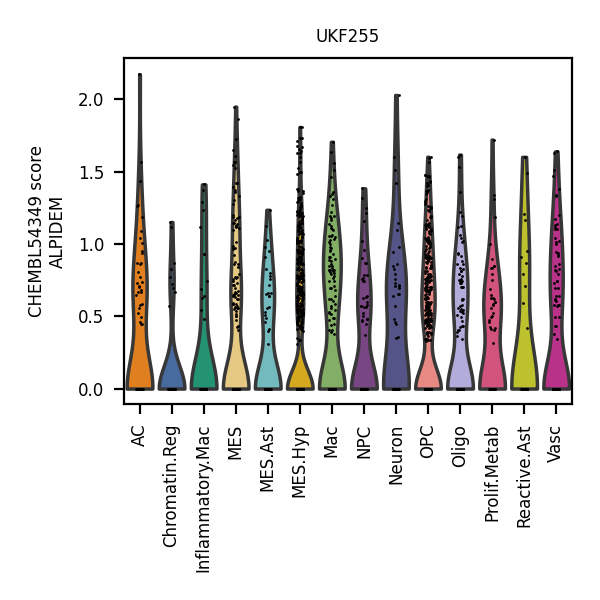 UKF255
CHEMBL54349 score
ALPIDEM
2.0
1.5
1.0
0.5
0.0
AC
Chromatin.Reg
Inflammatory.Mac
MES
MES.Ast
MES.Hyp
Mac
NPC
Neuron
OPC
Oligo
Prolif.Metab
Reactive.Ast
Vasc